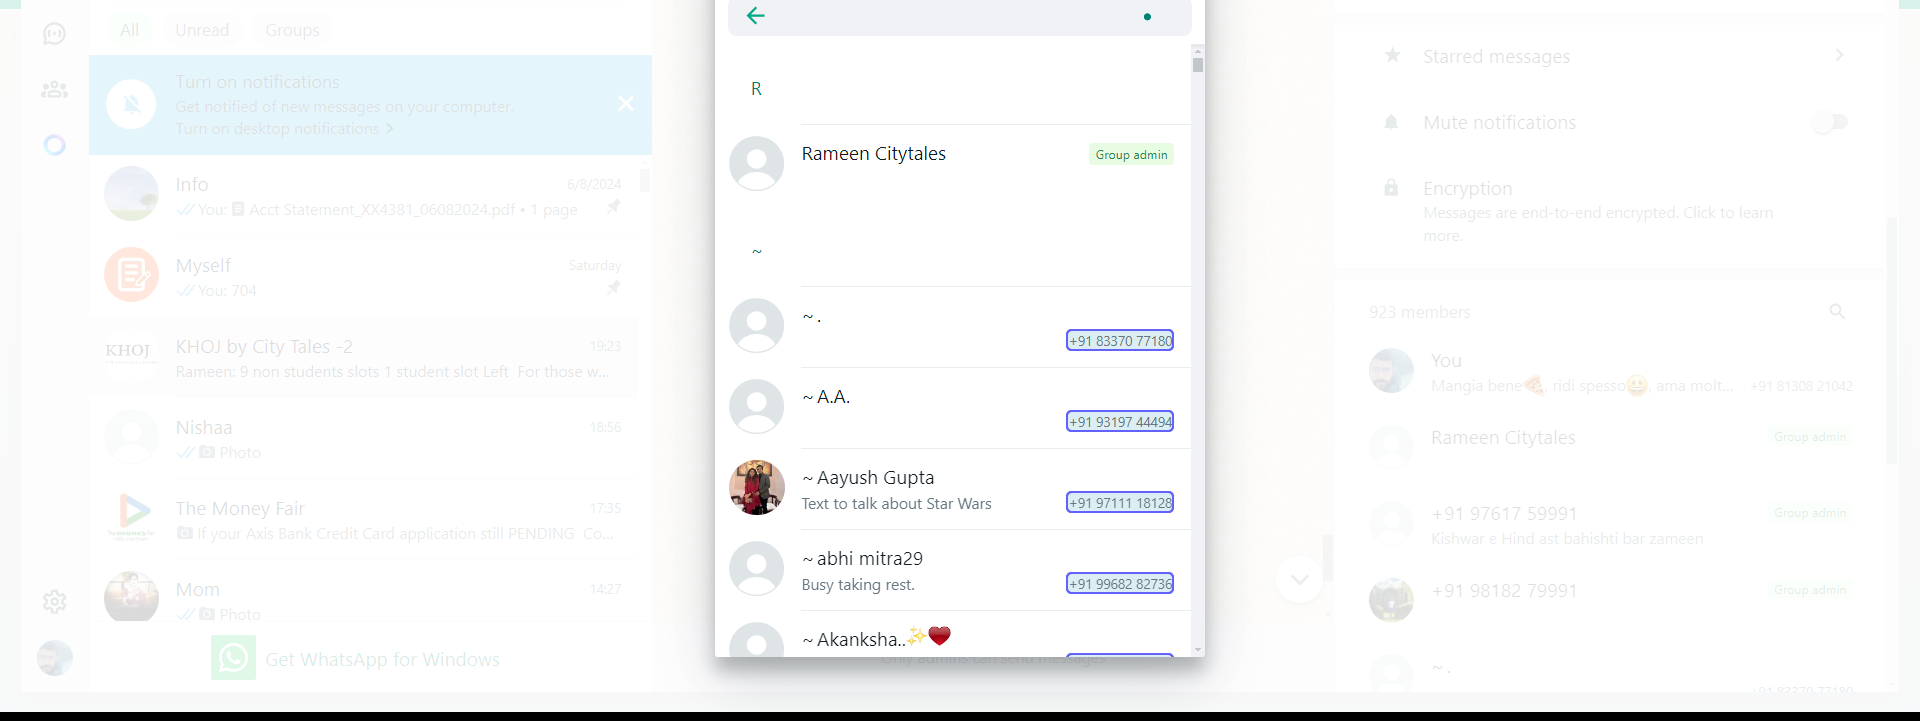 All
Unread
Groups
Turn on notifications
Get notified of new messages on your computer.
Turn on desktop notifications >
Info
6/8/2024
You: Acct Statement_XX4381_06082024.pdf • 1 page
Myself
Saturday
You: 704
KHOJ
KHOJ by City Tales -2
19:23
Rameen: 9 non students slots 1 student slot Left For those w...
Nishaa
18:56
Photo
The Money Fair
17:35
If your Axis Bank Credit Card application still PENDING Co...
Mom
14:27
Photo
Get WhatsApp for Windows
R
Rameen Citytales
Group admin
~
~ .
+91 83370 77180
~ A.A.
+91 93197 44494
~ Aayush Gupta
Text to talk about Star Wars
+91 97111 18128
~ abhi mitra29
Busy taking rest.
+91 99682 82736
~ Akanksha..✨❤️
Only admins can send messages
Starred messages
Mute notifications
Encryption
Messages are end-to-end encrypted. Click to learn
more.
923 members
You
Mangia bene🍕, ridi spesso😃, ama molt...
+91 81308 21042
Rameen Citytales
Group admin
+91 97617 59991
Group admin
Kishwar e Hind ast bahishti bar zameen
+91 98182 79991
Group admin
~ .
+91 83370 77180